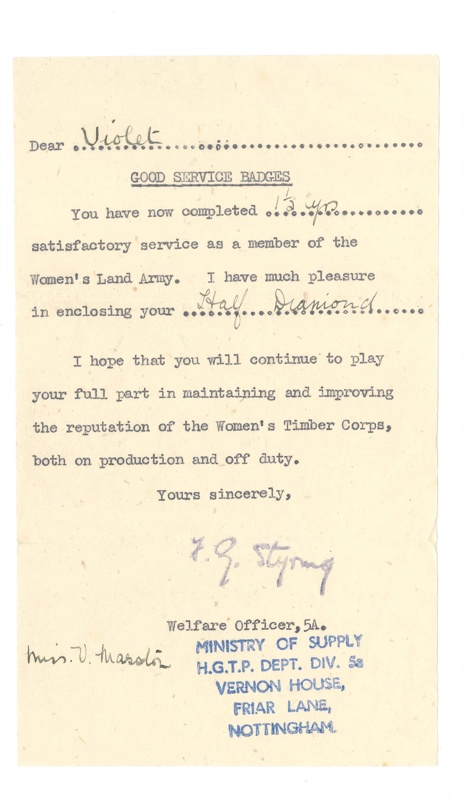 Dear Violet
GOOD SERVICE BADGES
You have now completed 1½ yrs
satisfactory service as a member of the
Women's Land Army. I have much pleasure
in enclosing your Half Diamond
I hope that you will continue to play
your full part in maintaining and improving
the reputation of the Women's Timber Corps,
both on production and off duty.
Yours sincerely,
F. G. Styring
Welfare Officer, 5A.
Miss. V. Marston
MINISTRY OF SUPPLY
H.G.T.P. DEPT. DIV. 5a
VERNON HOUSE,
FRIAR LANE,
NOTTINGHAM.